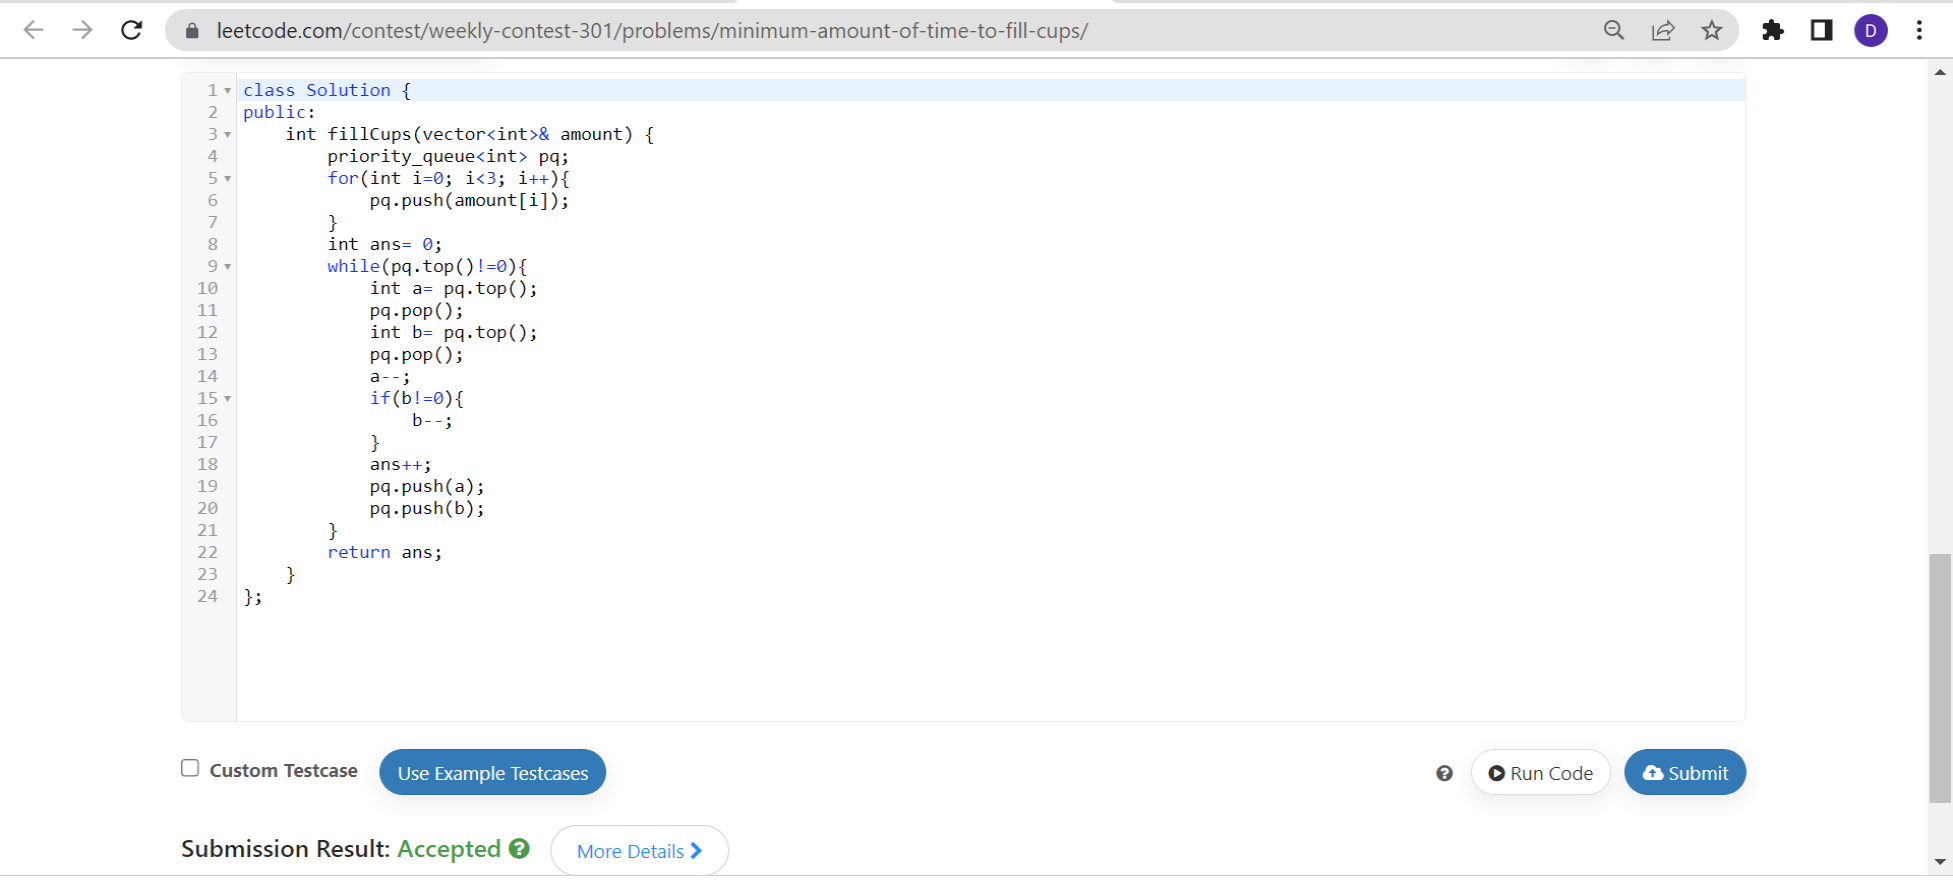 leetcode.com/contest/weekly-contest-301/problems/minimum-amount-of-time-to-fill-cups/
D
1 class Solution {
2 public:
3     int fillCups(vector<int>& amount) {
4         priority_queue<int> pq;
5         for(int i=0; i<3; i++){
6             pq.push(amount[i]);
7         }
8         int ans= 0;
9         while(pq.top()!=0){
10             int a= pq.top();
11             pq.pop();
12             int b= pq.top();
13             pq.pop();
14             a--;
15             if(b!=0){
16                 b--;
17             }
18             ans++;
19             pq.push(a);
20             pq.push(b);
21         }
22         return ans;
23     }
24 };
Custom Testcase Use Example Testcases ? Run Code Submit
Submission Result: Accepted ? More Details